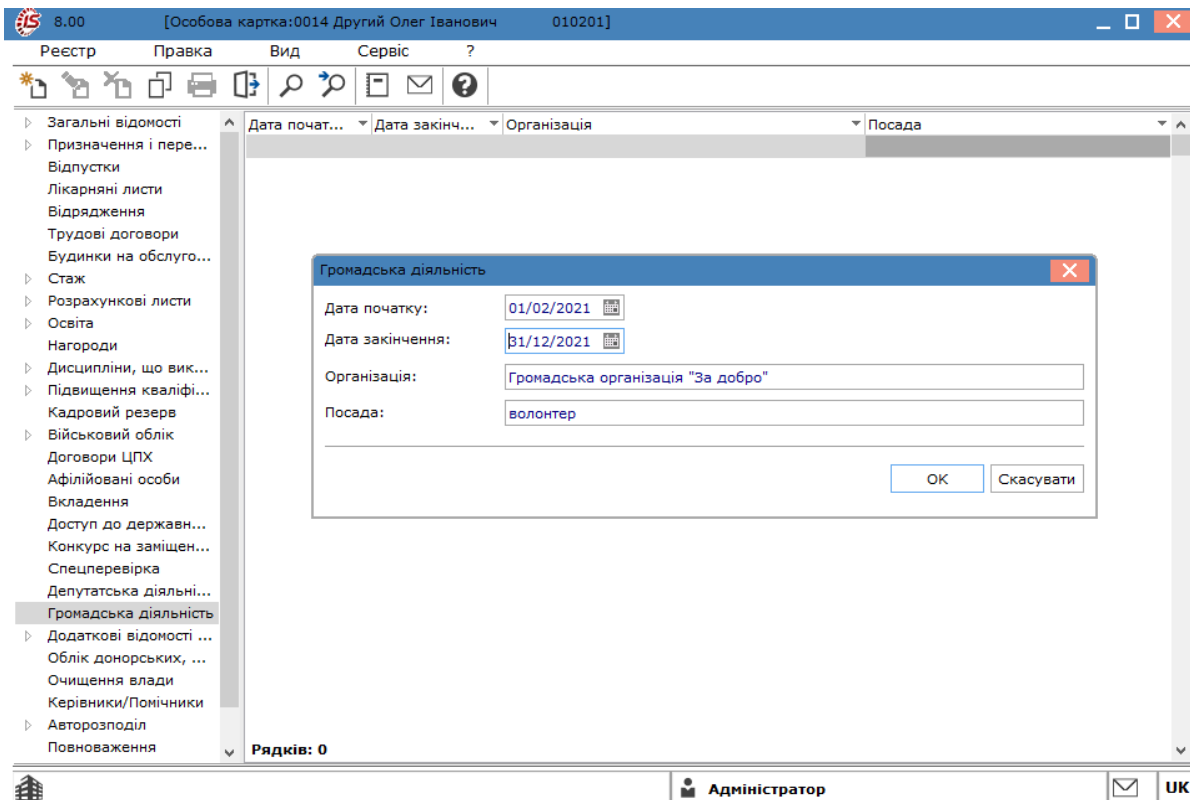 iS 8.00 [Особова картка:0014 Другий Олег Іванович 010201]
Реєстр Правка Вид Сервіс ?
Дата почат... Дата закінч... Організація Посада
Загальні відомості
Призначення і пере...
Відпустки
Лікарняні листи
Відрядження
Трудові договори
Будинки на обслуго...
Стаж
Розрахункові листи
Освіта
Нагороди
Дисципліни, що вик...
Підвищення кваліфі...
Кадровий резерв
Військовий облік
Договори ЦПХ
Афілійовані особи
Вкладення
Доступ до державн...
Конкурс на заміщен...
Спецперевірка
Депутатська діяльні...
Громадська діяльність
Додаткові відомості ...
Облік донорських, ...
Очищення влади
Керівники/Помічники
Авторозподіл
Повноваження
Громадська діяльність
Дата початку: 01/02/2021
Дата закінчення: 31/12/2021
Організація: Громадська організація "За добро"
Посада: волонтер
OK Скасувати
Рядків: 0
Адміністратор UK